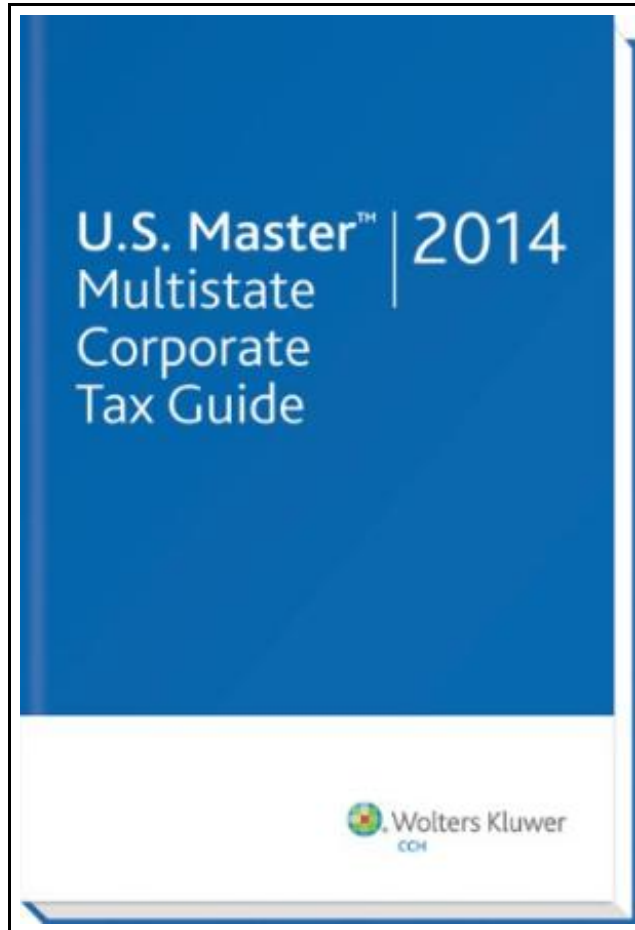 U.S. Master™ | 2014
Multistate
Corporate
Tax Guide
Wolters Kluwer
CCH